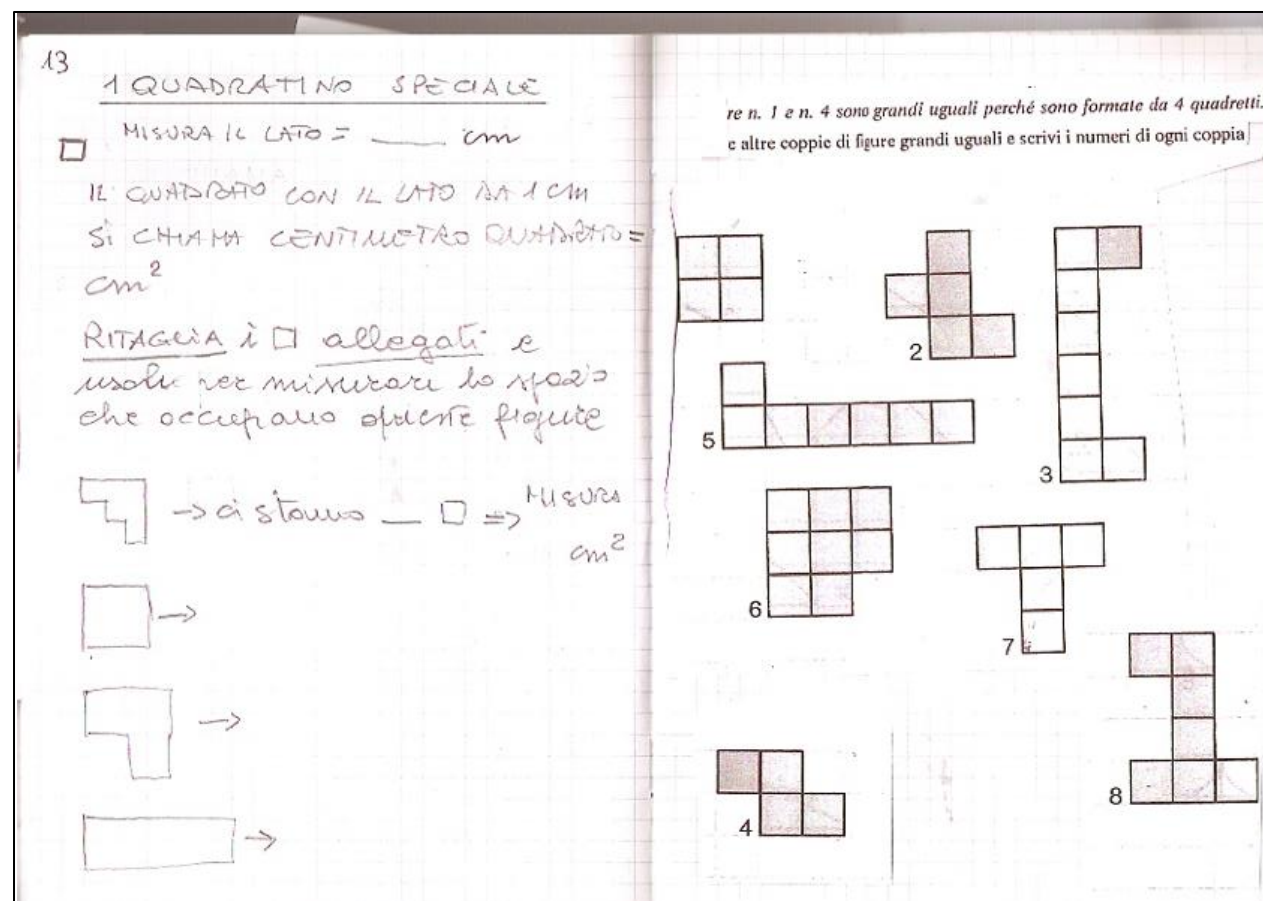 13
1 QUADRATINO SPECIALE
MISURA IL LATO = ____ cm
IL QUADRATO CON IL LATO DA 1 CM
SI CHIAMA CENTIMETRO QUADRATO =
cm²
RITAGLIA i □ allegati e
usali per misurare lo spazio
che occupano queste figure
→ ci stanno __ □ => MISURA
cm²
re n. 1 e n. 4 sono grandi uguali perché sono formate da 4 quadretti.
e altre coppie di figure grandi uguali e scrivi i numeri di ogni coppia
2
5
3
6
7
8
4